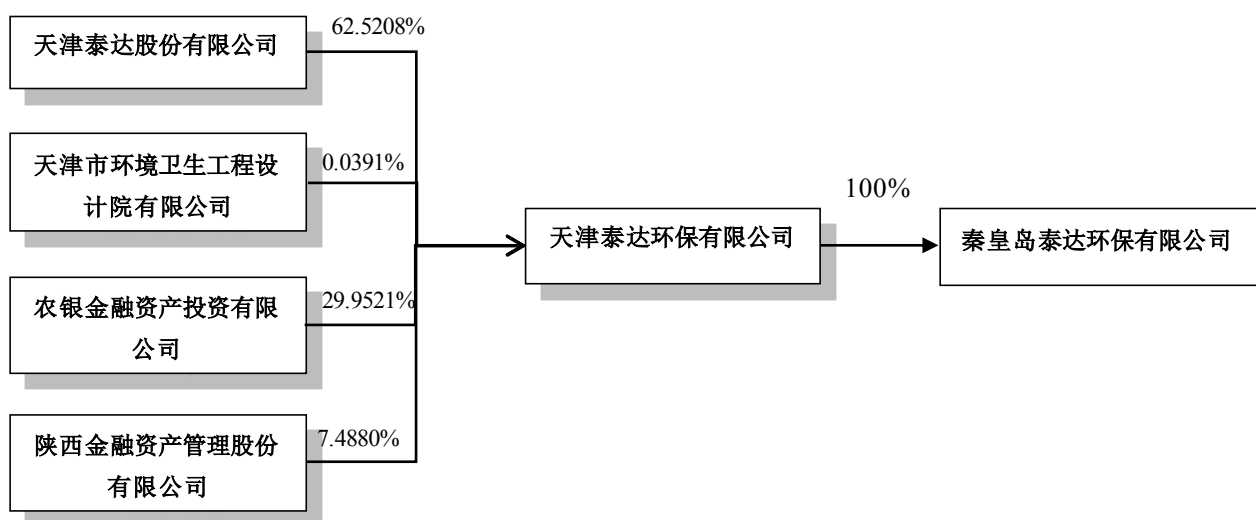 天津泰达股份有限公司
62.5208%
天津市环境卫生工程设
计院有限公司
0.0391%
农银金融资产投资有限
公司
29.9521%
陕西金融资产管理股份
有限公司
7.4880%
天津泰达环保有限公司
100%
秦皇岛泰达环保有限公司